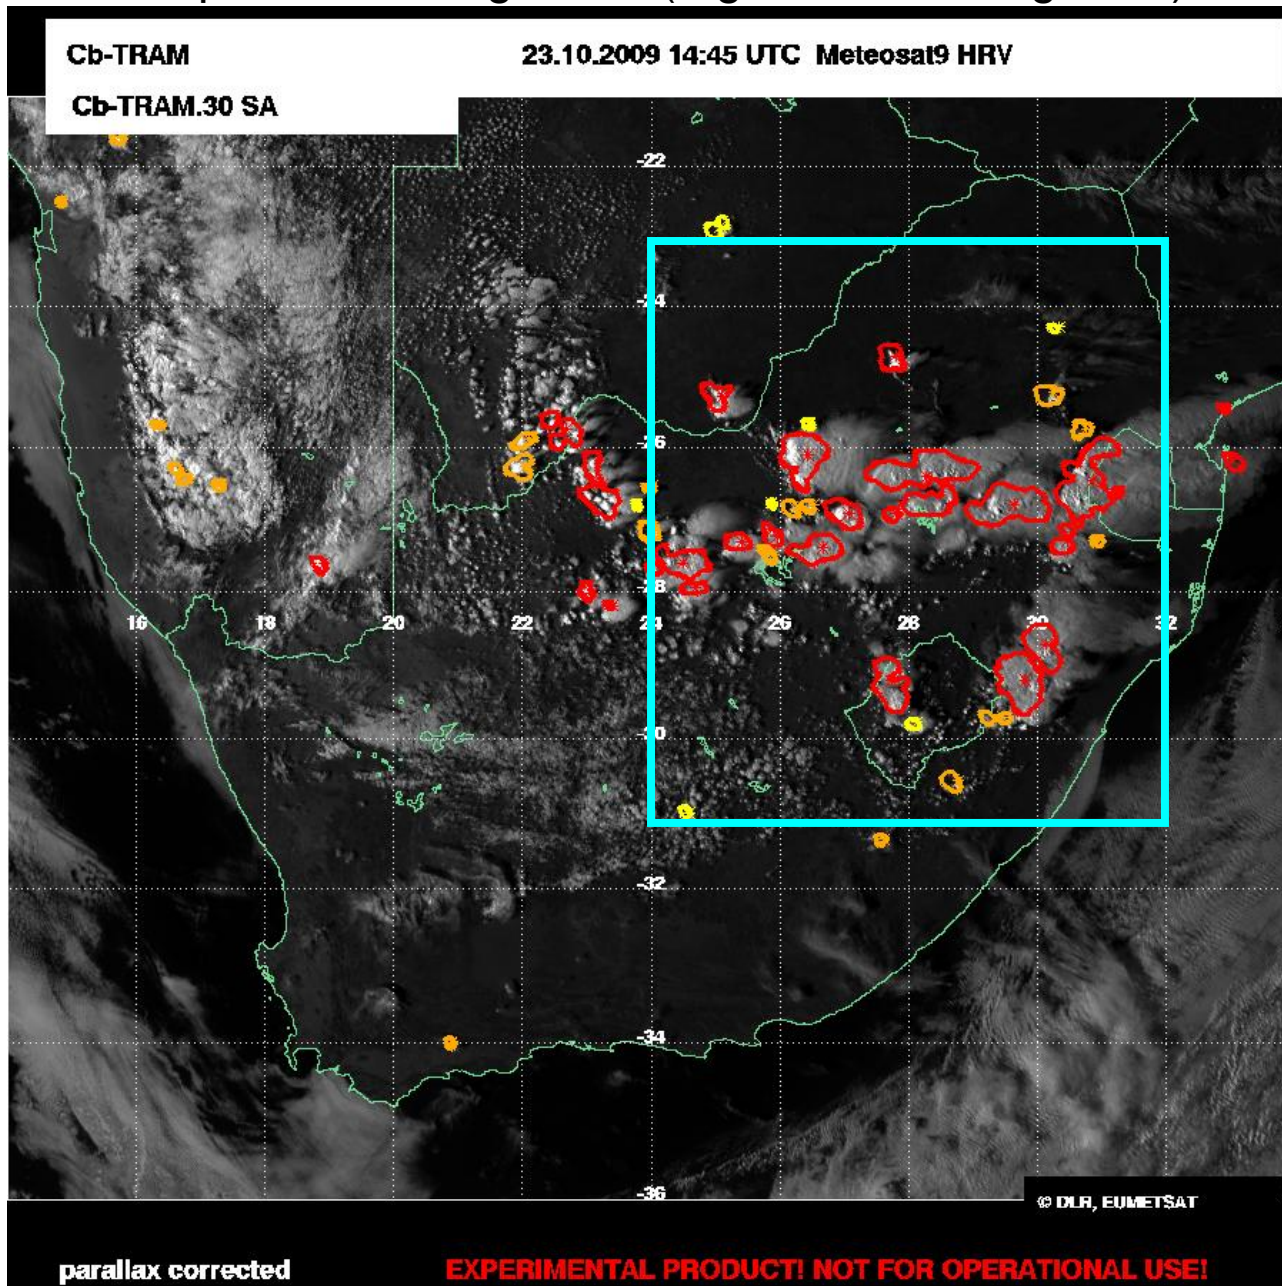 Cb-TRAM 23.10.2009 14:45 UTC Meteosat9 HRV
Cb-TRAM.30 SA
-22
-24
-26
-28
16 18 20 22 24 26 28 30 32
-30
-32
-34
-36
© DLR, EUMETSAT
parallax corrected EXPERIMENTAL PRODUCT! NOT FOR OPERATIONAL USE!